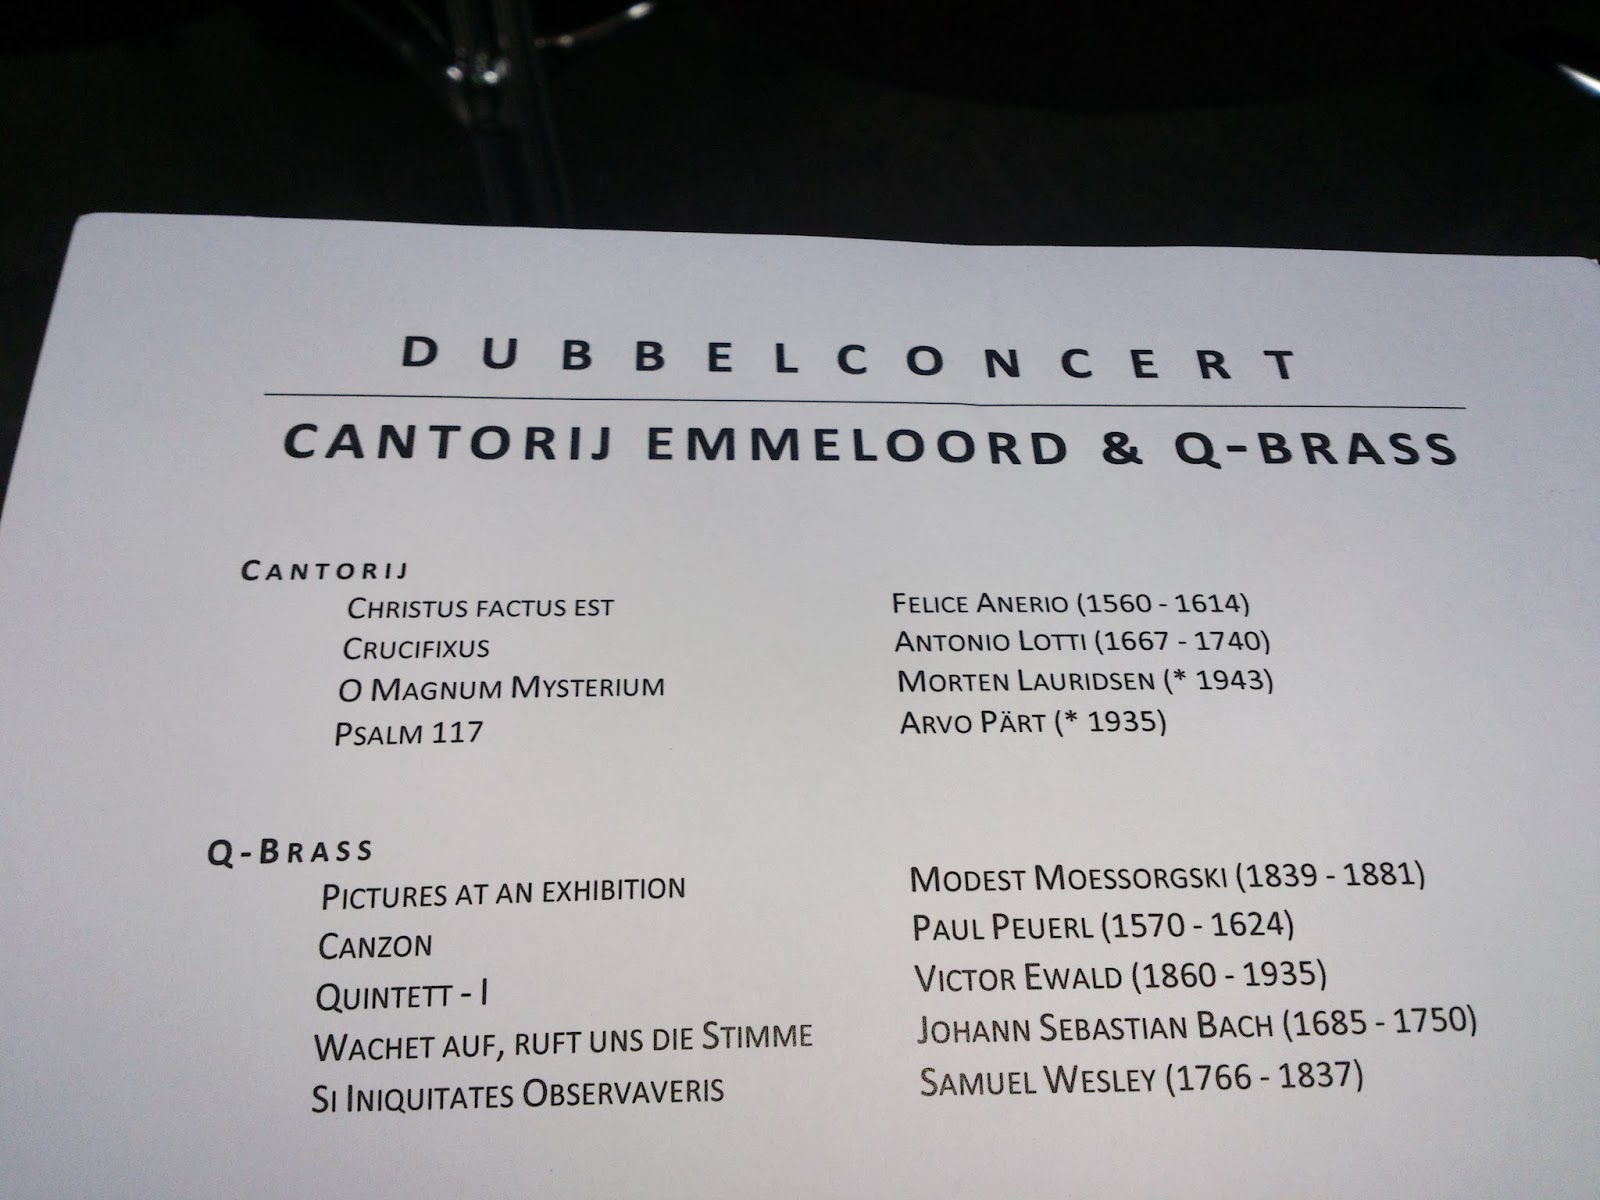 DUBBELCONCERT
CANTORIJ EMMELOORD & Q-BRASS
CANTORIJ
CHRISTUS FACTUS EST FELICE ANERIO (1560 - 1614)
CRUCIFIXUS ANTONIO LOTTI (1667 - 1740)
O MAGNUM MYSTERIUM MORTEN LAURIDSEN (* 1943)
PSALM 117 ARVO PÄRT (* 1935)
Q-BRASS
PICTURES AT AN EXHIBITION MODEST MOESSORGSKI (1839 - 1881)
CANZON PAUL PEUERL (1570 - 1624)
QUINTETT - I VICTOR EWALD (1860 - 1935)
WACHET AUF, RUFT UNS DIE STIMME JOHANN SEBASTIAN BACH (1685 - 1750)
SI INIQUITATES OBSERVAVERIS SAMUEL WESLEY (1766 - 1837)